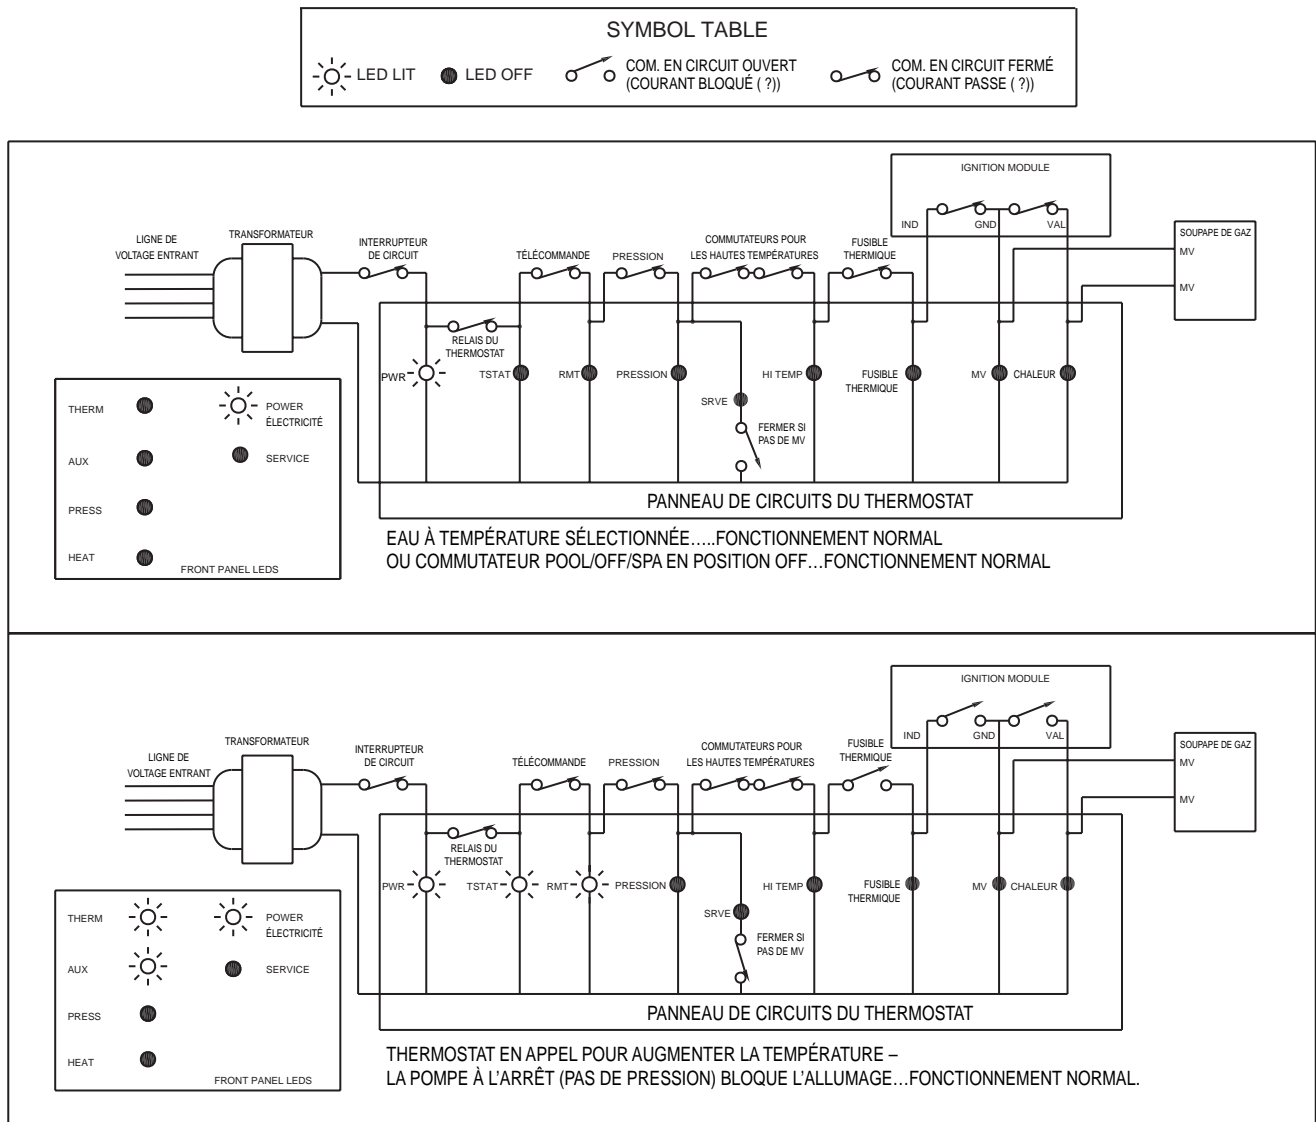 SYMBOL TABLE
LED LIT
LED OFF
COM. EN CIRCUIT OUVERT
(COURANT BLOQUÉ ( ?))
COM. EN CIRCUIT FERMÉ
(COURANT PASSE ( ?))
IGNITION MODULE
IND
GND
VAL
SOUPAPE DE GAZ
MV
MV
LIGNE DE
VOLTAGE ENTRANT
TRANSFORMATEUR
INTERRUPTEUR
DE CIRCUIT
TÉLÉCOMMANDE
PRESSION
COMMUTATEURS POUR
LES HAUTES TEMPÉRATURES
FUSIBLE
THERMIQUE
RELAIS DU
THERMOSTAT
PWR
TSTAT
RMT
PRESSION
HI TEMP
FUSIBLE
THERMIQUE
MV
CHALEUR
SRVE
FERMER SI
PAS DE MV
THERM
POWER
ÉLECTRICITÉ
AUX
SERVICE
PRESS
HEAT
FRONT PANEL LEDS
PANNEAU DE CIRCUITS DU THERMOSTAT
EAU À TEMPÉRATURE SÉLECTIONNÉE…..FONCTIONNEMENT NORMAL
OU COMMUTATEUR POOL/OFF/SPA EN POSITION OFF…FONCTIONNEMENT NORMAL
IGNITION MODULE
IND
GND
VAL
SOUPAPE DE GAZ
MV
MV
LIGNE DE
VOLTAGE ENTRANT
TRANSFORMATEUR
INTERRUPTEUR
DE CIRCUIT
TÉLÉCOMMANDE
PRESSION
COMMUTATEURS POUR
LES HAUTES TEMPÉRATURES
FUSIBLE
THERMIQUE
RELAIS DU
THERMOSTAT
PWR
TSTAT
RMT
PRESSION
HI TEMP
FUSIBLE
THERMIQUE
MV
CHALEUR
SRVE
FERMER SI
PAS DE MV
THERM
POWER
ÉLECTRICITÉ
AUX
SERVICE
PRESS
HEAT
FRONT PANEL LEDS
PANNEAU DE CIRCUITS DU THERMOSTAT
THERMOSTAT EN APPEL POUR AUGMENTER LA TEMPÉRATURE –
LA POMPE À L’ARRÊT (PAS DE PRESSION) BLOQUE L’ALLUMAGE…FONCTIONNEMENT NORMAL.